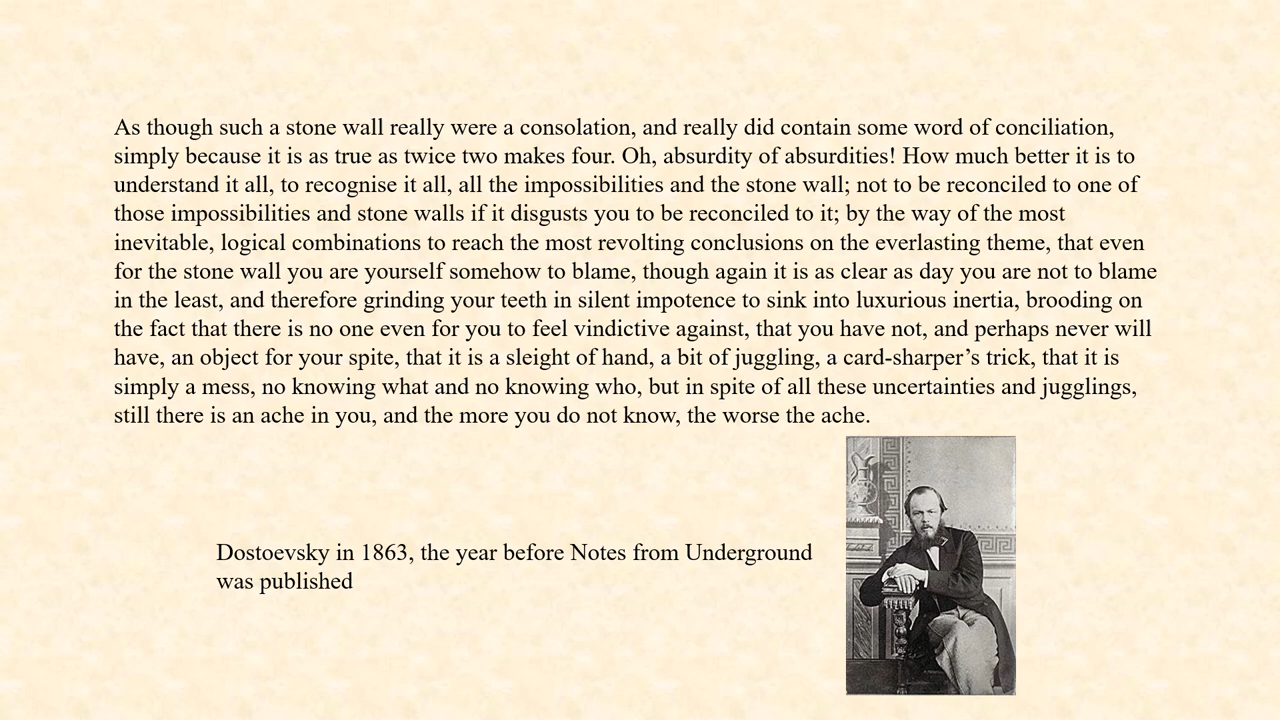 As though such a stone wall really were a consolation, and really did contain some word of conciliation,
simply because it is as true as twice two makes four. Oh, absurdity of absurdities! How much better it is to
understand it all, to recognise it all, all the impossibilities and the stone wall; not to be reconciled to one of
those impossibilities and stone walls if it disgusts you to be reconciled to it; by the way of the most
inevitable, logical combinations to reach the most revolting conclusions on the everlasting theme, that even
for the stone wall you are yourself somehow to blame, though again it is as clear as day you are not to blame
in the least, and therefore grinding your teeth in silent impotence to sink into luxurious inertia, brooding on
the fact that there is no one even for you to feel vindictive against, that you have not, and perhaps never will
have, an object for your spite, that it is a sleight of hand, a bit of juggling, a card-sharper’s trick, that it is
simply a mess, no knowing what and no knowing who, but in spite of all these uncertainties and jugglings,
still there is an ache in you, and the more you do not know, the worse the ache.
Dostoevsky in 1863, the year before Notes from Underground
was published